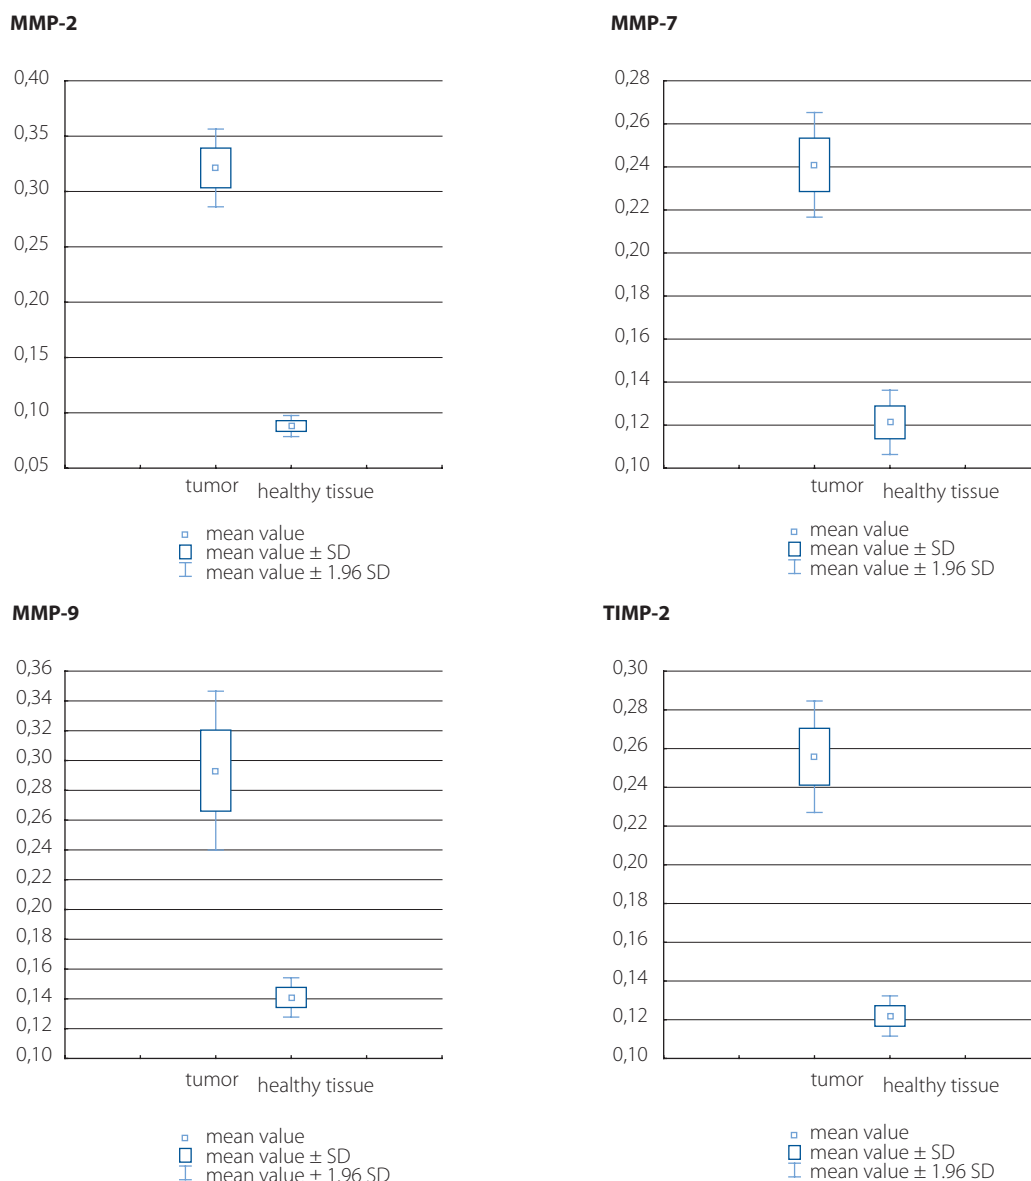 MMP-2
0,40
0,35
0,30
0,25
0,20
0,15
0,10
0,05
tumor
healthy tissue
mean value
mean value ± SD
mean value ± 1.96 SD
MMP-7
0,28
0,26
0,24
0,22
0,20
0,18
0,16
0,14
0,12
0,10
tumor
healthy tissue
mean value
mean value ± SD
mean value ± 1.96 SD
MMP-9
0,36
0,34
0,32
0,30
0,28
0,26
0,24
0,22
0,20
0,18
0,16
0,14
0,12
0,10
tumor
healthy tissue
mean value
mean value ± SD
mean value ± 1.96 SD
TIMP-2
0,30
0,28
0,26
0,24
0,22
0,20
0,18
0,16
0,14
0,12
0,10
tumor
healthy tissue
mean value
mean value ± SD
mean value ± 1.96 SD